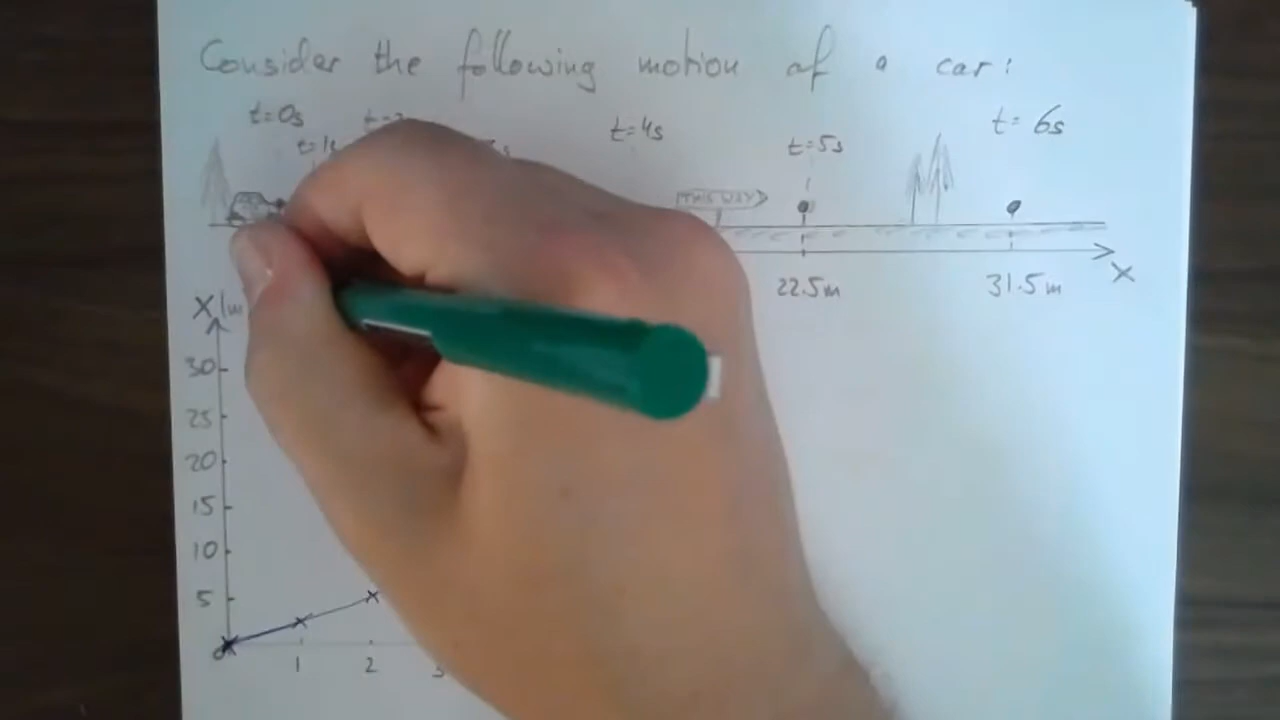 Consider the following motion of a car:
t=0s t=4s t=5s t=6s
THIS WAY
22.5m 31.5m X
X
30
25
20
15
10
5
0 1 2 3